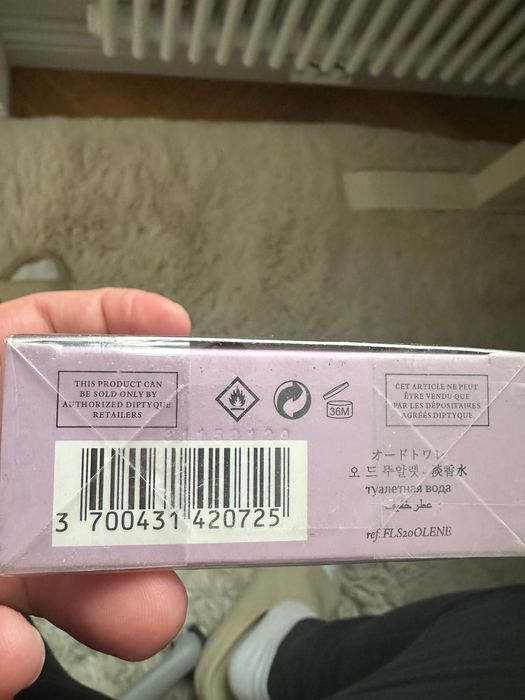 THIS PRODUCT CAN
BE SOLD ONLY BY
AUTHORIZED DIPTYQUE
RETAILERS
36M
CET ARTICLE NE PEUT
ÊTRE VENDU QUE
PAR LES DÉPOSITAIRES
AGRÉÉS DIPTYQUE
3 700431 420725
オードトワレ
오 드 뚜알렛・淡香水
туалетная вода
عطر خفيف
ref. FLS20OLENE